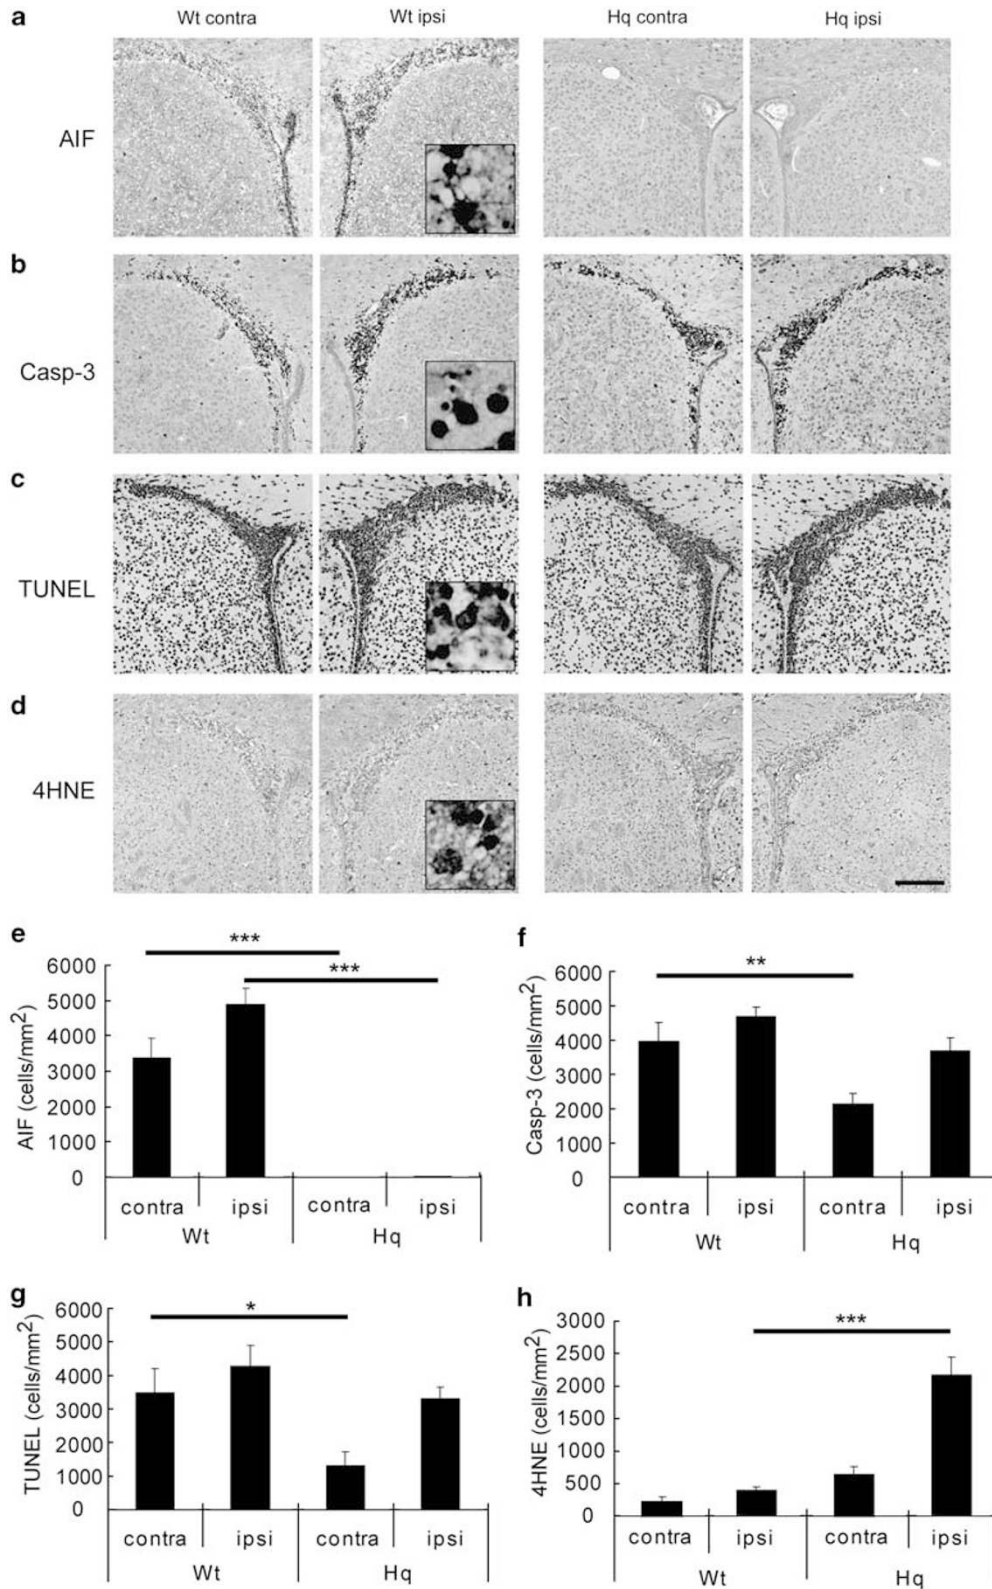 a
Wt contra Wt ipsi Hq contra Hq ipsi
AIF
b
Casp-3
c
TUNEL
d
4HNE
e
***
***
AIF (cells/mm2)
6000
5000
4000
3000
2000
1000
0
contra ipsi contra ipsi
Wt Hq
f
**
Casp-3 (cells/mm2)
6000
5000
4000
3000
2000
1000
0
contra ipsi contra ipsi
Wt Hq
g
*
TUNEL (cells/mm2)
6000
5000
4000
3000
2000
1000
0
contra ipsi contra ipsi
Wt Hq
h
***
4HNE (cells/mm2)
3000
2500
2000
1500
1000
500
0
contra ipsi contra ipsi
Wt Hq